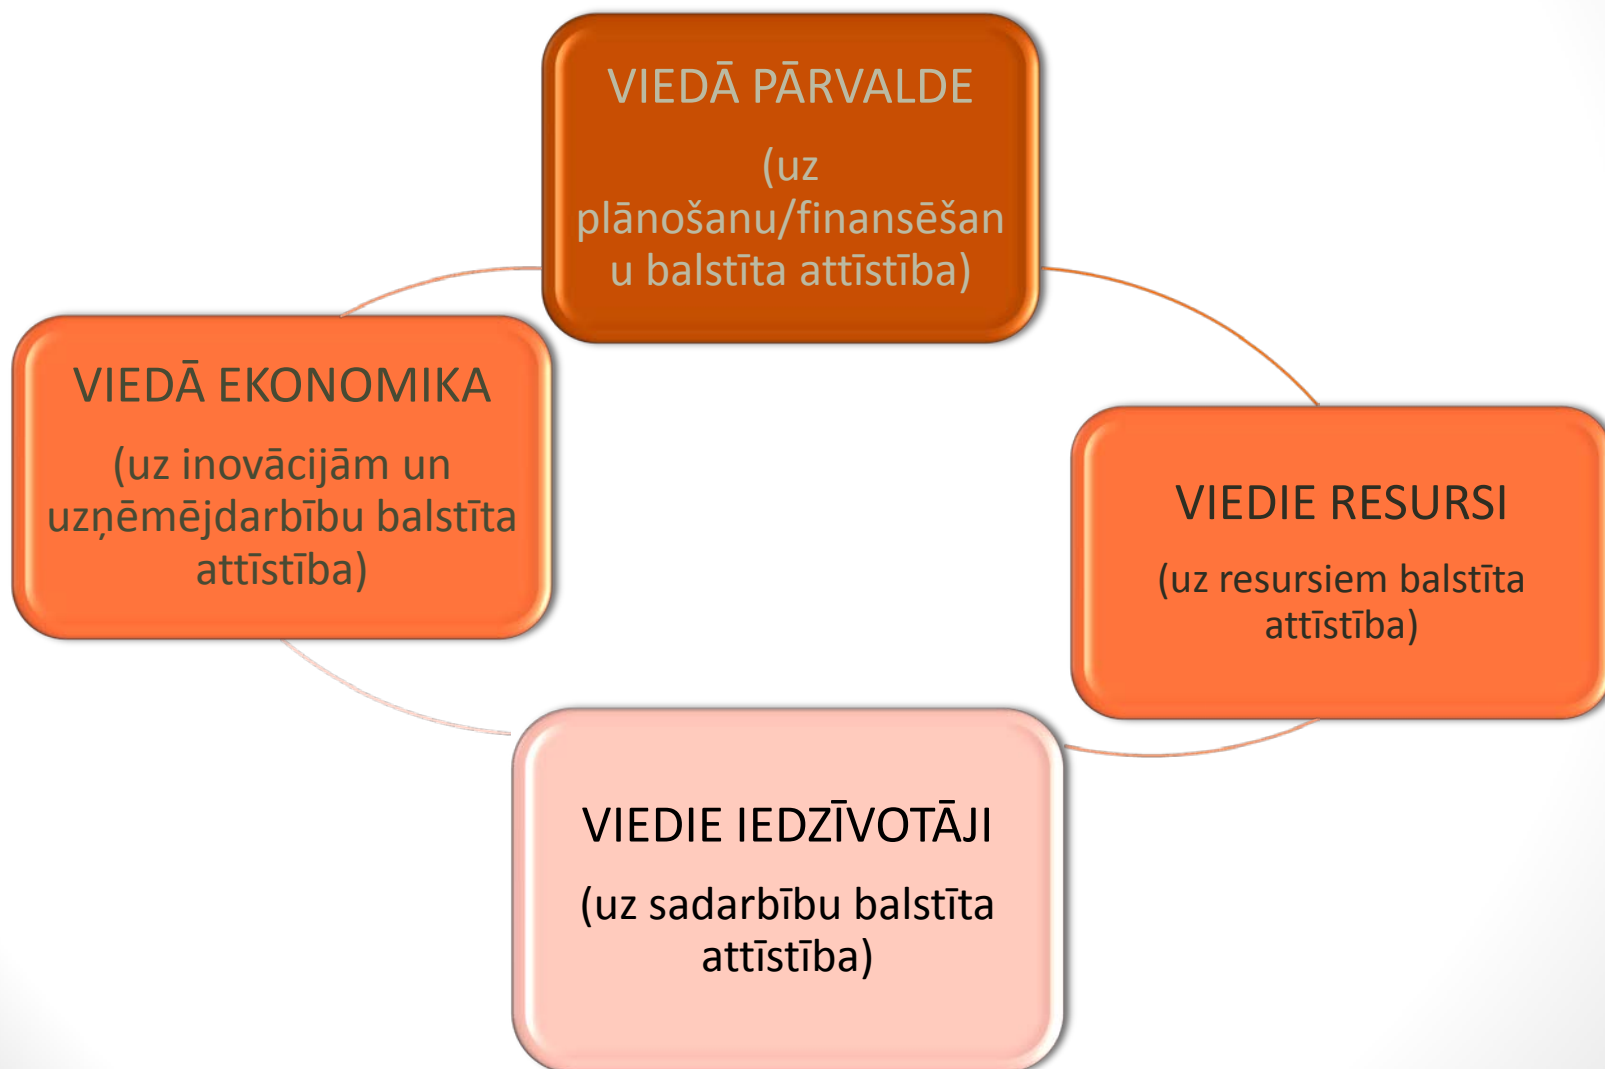 VIEDĀ PĀRVALDE
(uz
plānošanu/finansēšan
u balstīta attīstība)
VIEDĀ EKONOMIKA
(uz inovācijām un
uzņēmējdarbību balstīta
attīstība)
VIEDIE RESURSI
(uz resursiem balstīta
attīstība)
VIEDIE IEDZĪVOTĀJI
(uz sadarbību balstīta
attīstība)